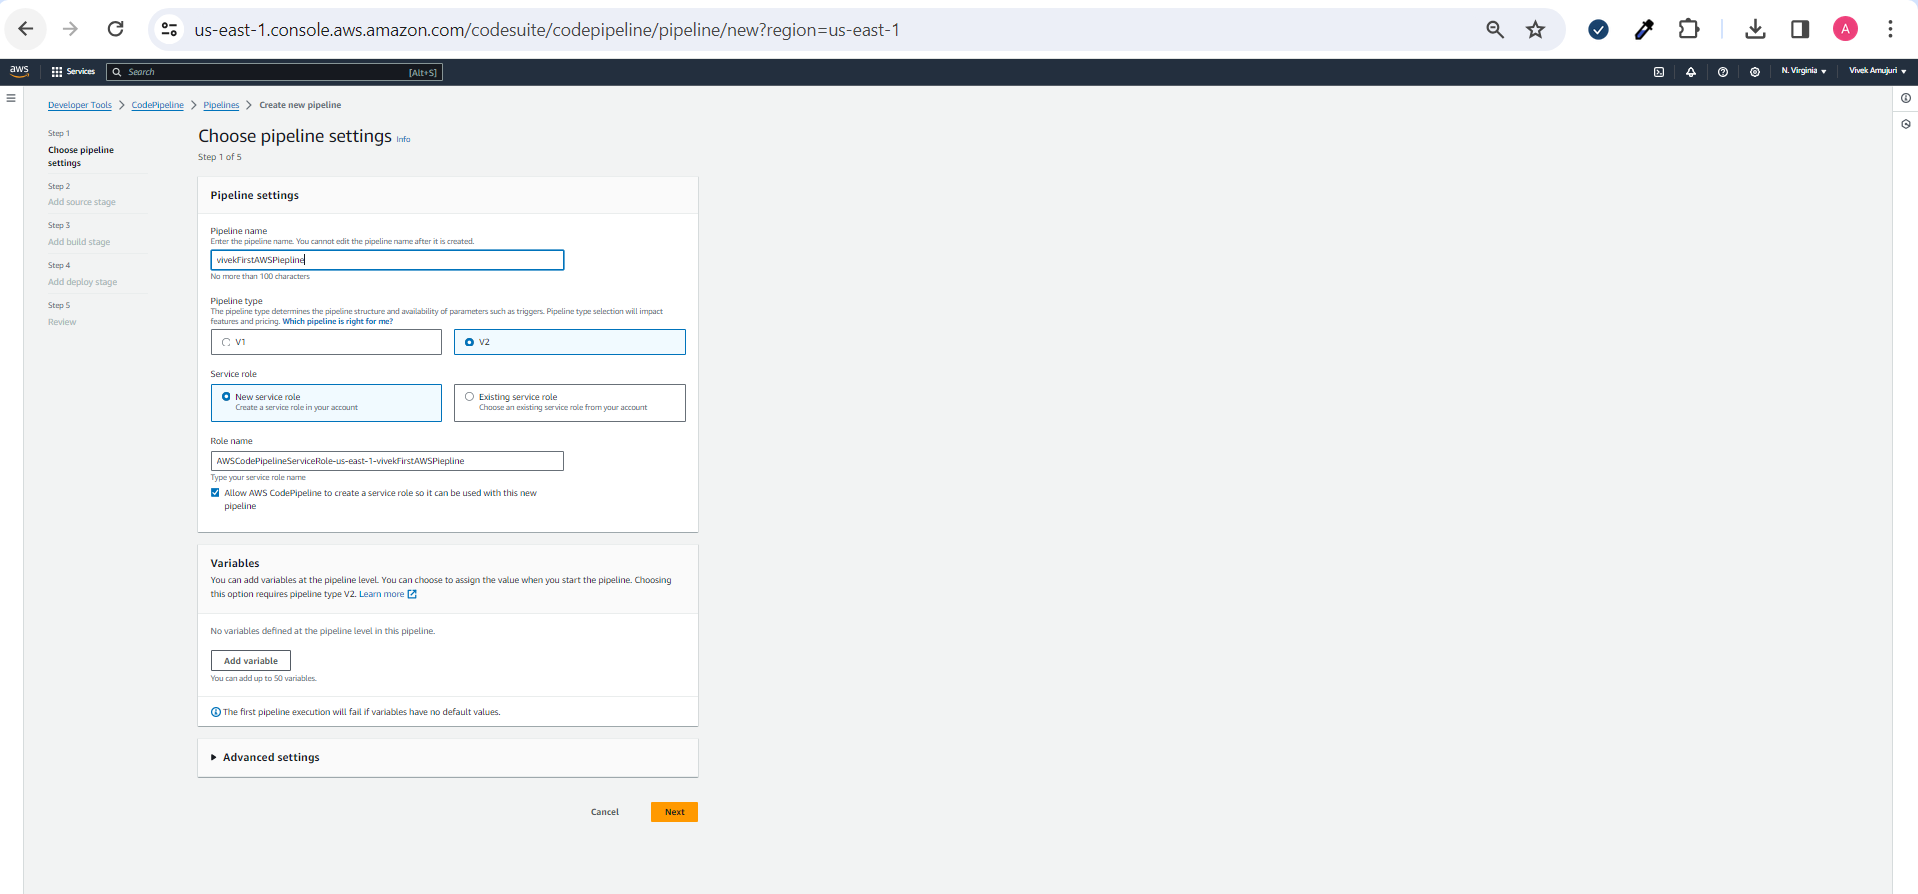 us-east-1.console.aws.amazon.com/codesuite/codepipeline/pipeline/new?region=us-east-1
A
aws
Services
Search
[Alt+S]
N. Virginia
Vivek Amujuri
Developer Tools
CodePipeline
Pipelines
Create new pipeline
Step 1
Choose pipeline
settings
Step 2
Add source stage
Step 3
Add build stage
Step 4
Add deploy stage
Step 5
Review
Choose pipeline settings Info
Step 1 of 5
Pipeline settings
Pipeline name
Enter the pipeline name. You cannot edit the pipeline name after it is created.
vivekFirstAWSPiepline
No more than 100 characters
Pipeline type
The pipeline type determines the pipeline structure and availability of parameters such as triggers. Pipeline type selection will impact
features and pricing. Which pipeline is right for me?
V1
V2
Service role
New service role
Create a service role in your account
Existing service role
Choose an existing service role from your account
Role name
AWSCodePipelineServiceRole-us-east-1-vivekFirstAWSPiepline
Type your service role name
Allow AWS CodePipeline to create a service role so it can be used with this new
pipeline
Variables
You can add variables at the pipeline level. You can choose to assign the value when you start the pipeline. Choosing
this option requires pipeline type V2. Learn more
No variables defined at the pipeline level in this pipeline.
Add variable
You can add up to 50 variables.
The first pipeline execution will fail if variables have no default values.
Advanced settings
Cancel
Next